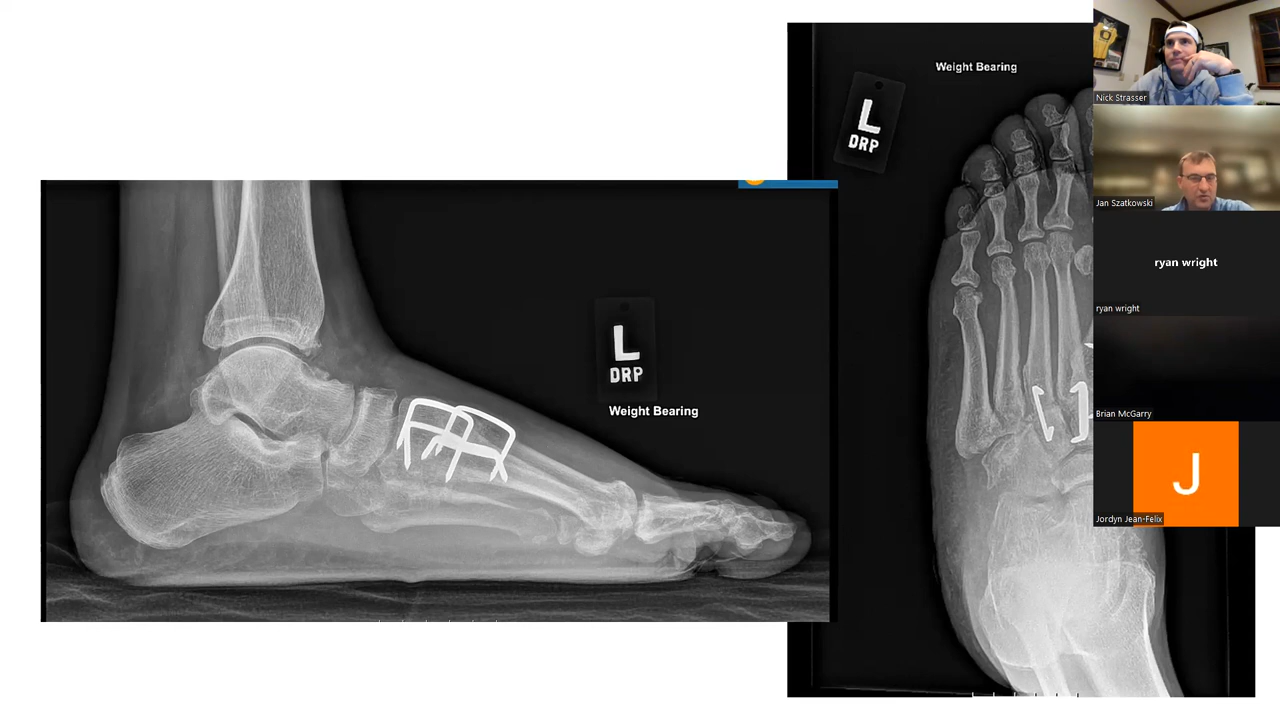 L
DRP
Weight Bearing
Weight Bearing
L
DRP
Nick Strasser
Jan Szatkowski
ryan wright
ryan wright
Brian McGarry
J
Jordyn Jean-Felix